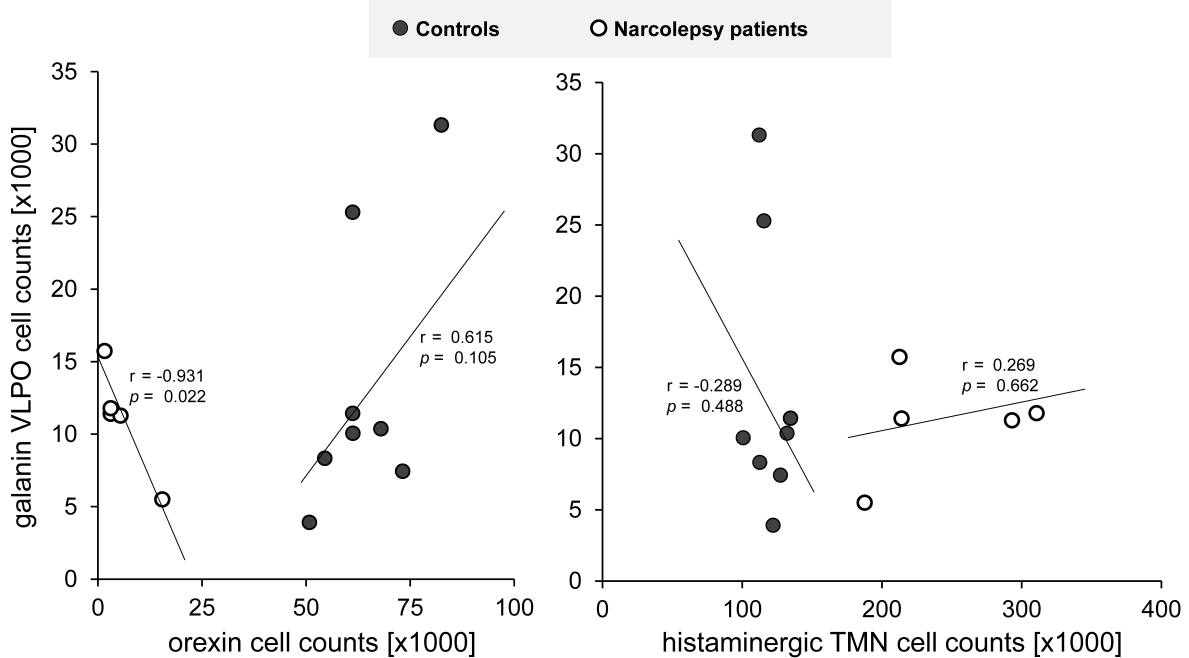 Controls
Narcolepsy patients
galanin VLPO cell counts [x1000]
35
30
25
20
15
10
5
0
r = -0.931
p = 0.022
r = 0.615
p = 0.105
0
25
50
75
100
orexin cell counts [x1000]
35
30
25
20
15
10
5
0
r = -0.289
p = 0.488
r = 0.269
p = 0.662
0
100
200
300
400
histaminergic TMN cell counts [x1000]